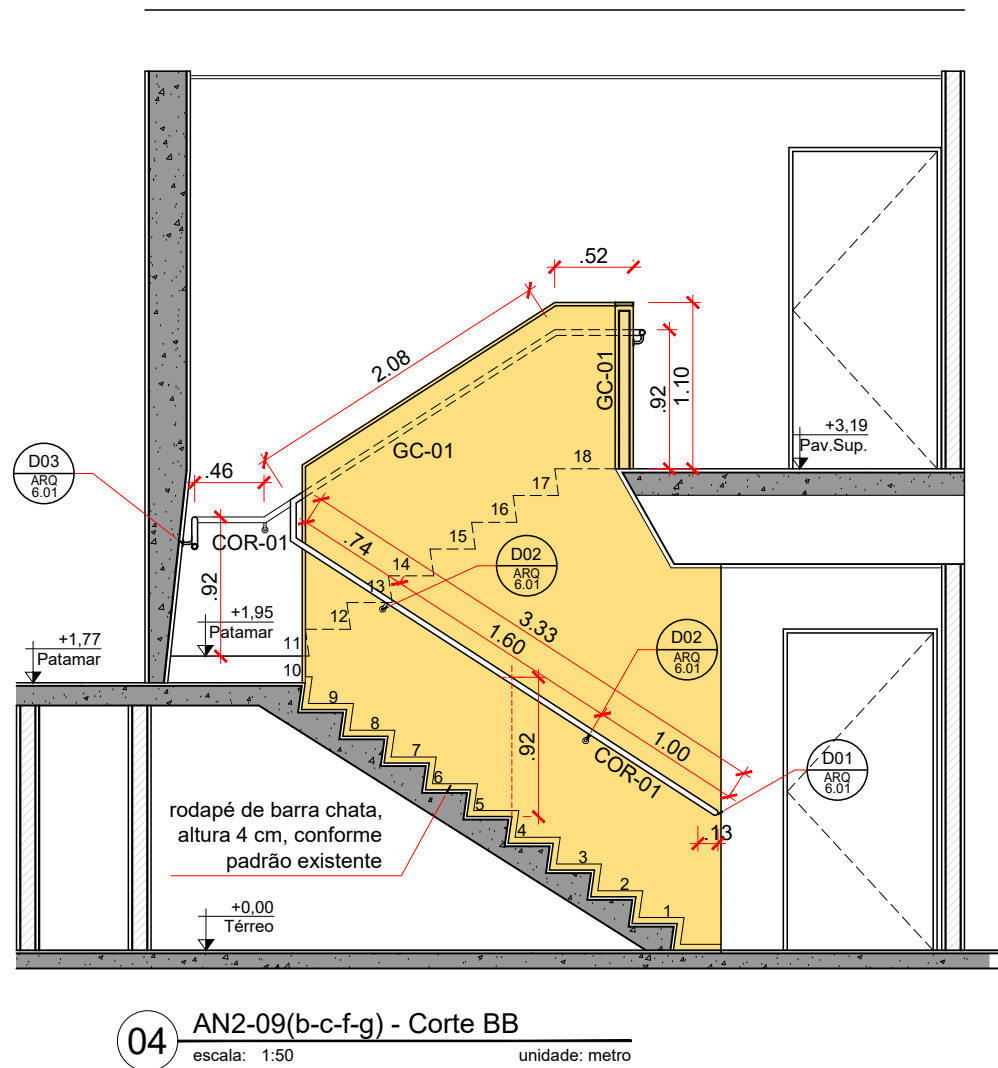 .52
2.08
.92
1.10
GC-01
GC-01
+3,19
Pav.Sup.
D03
ARQ
6.01
.46
18
17
16
15
14
13
12
11
10
COR-01
.74
D02
ARQ
6.01
.92
+1,95
Patamar
+1,77
Patamar
3.33
1.60
D02
ARQ
6.01
9
8
7
6
5
4
3
2
1
.92
COR-01
1.00
D01
ARQ
6.01
.13
rodapé de barra chata,
altura 4 cm, conforme
padrão existente
+0,00
Térreo
04
AN2-09(b-c-f-g) - Corte BB
escala: 1:50 unidade: metro